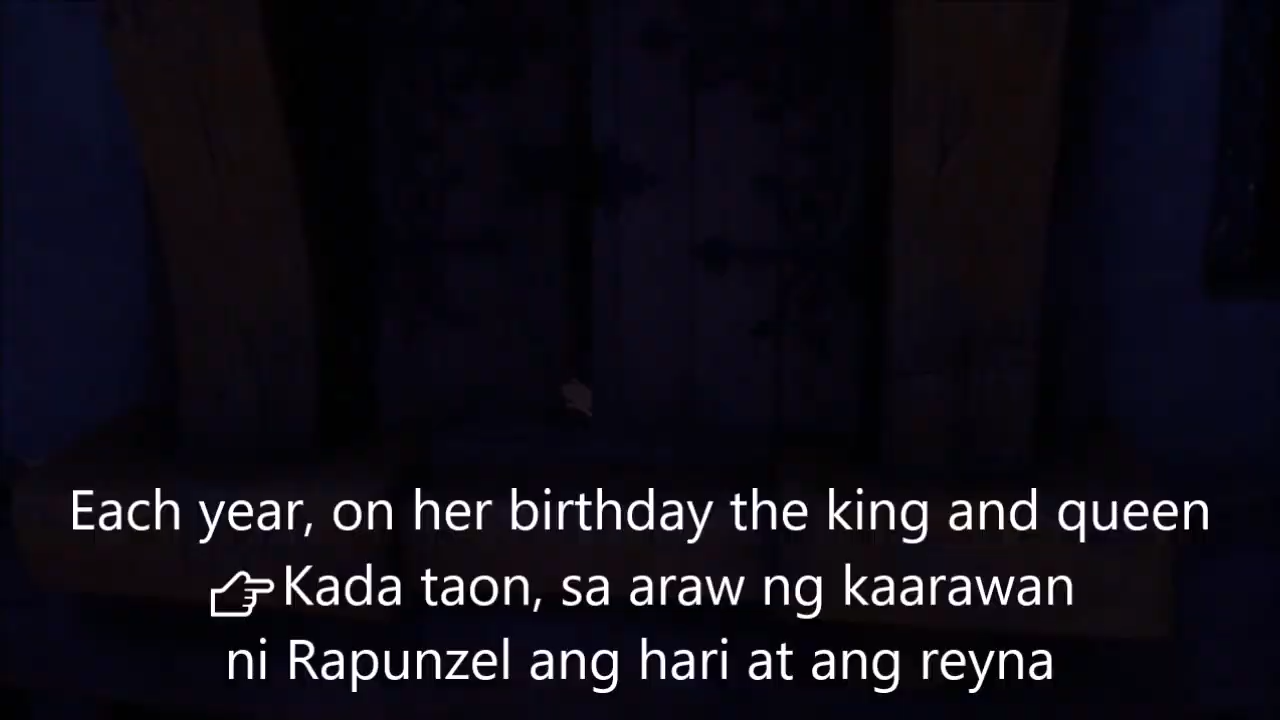 Each year, on her birthday the king and queen
👉Kada taon, sa araw ng kaarawan
ni Rapunzel ang hari at ang reyna